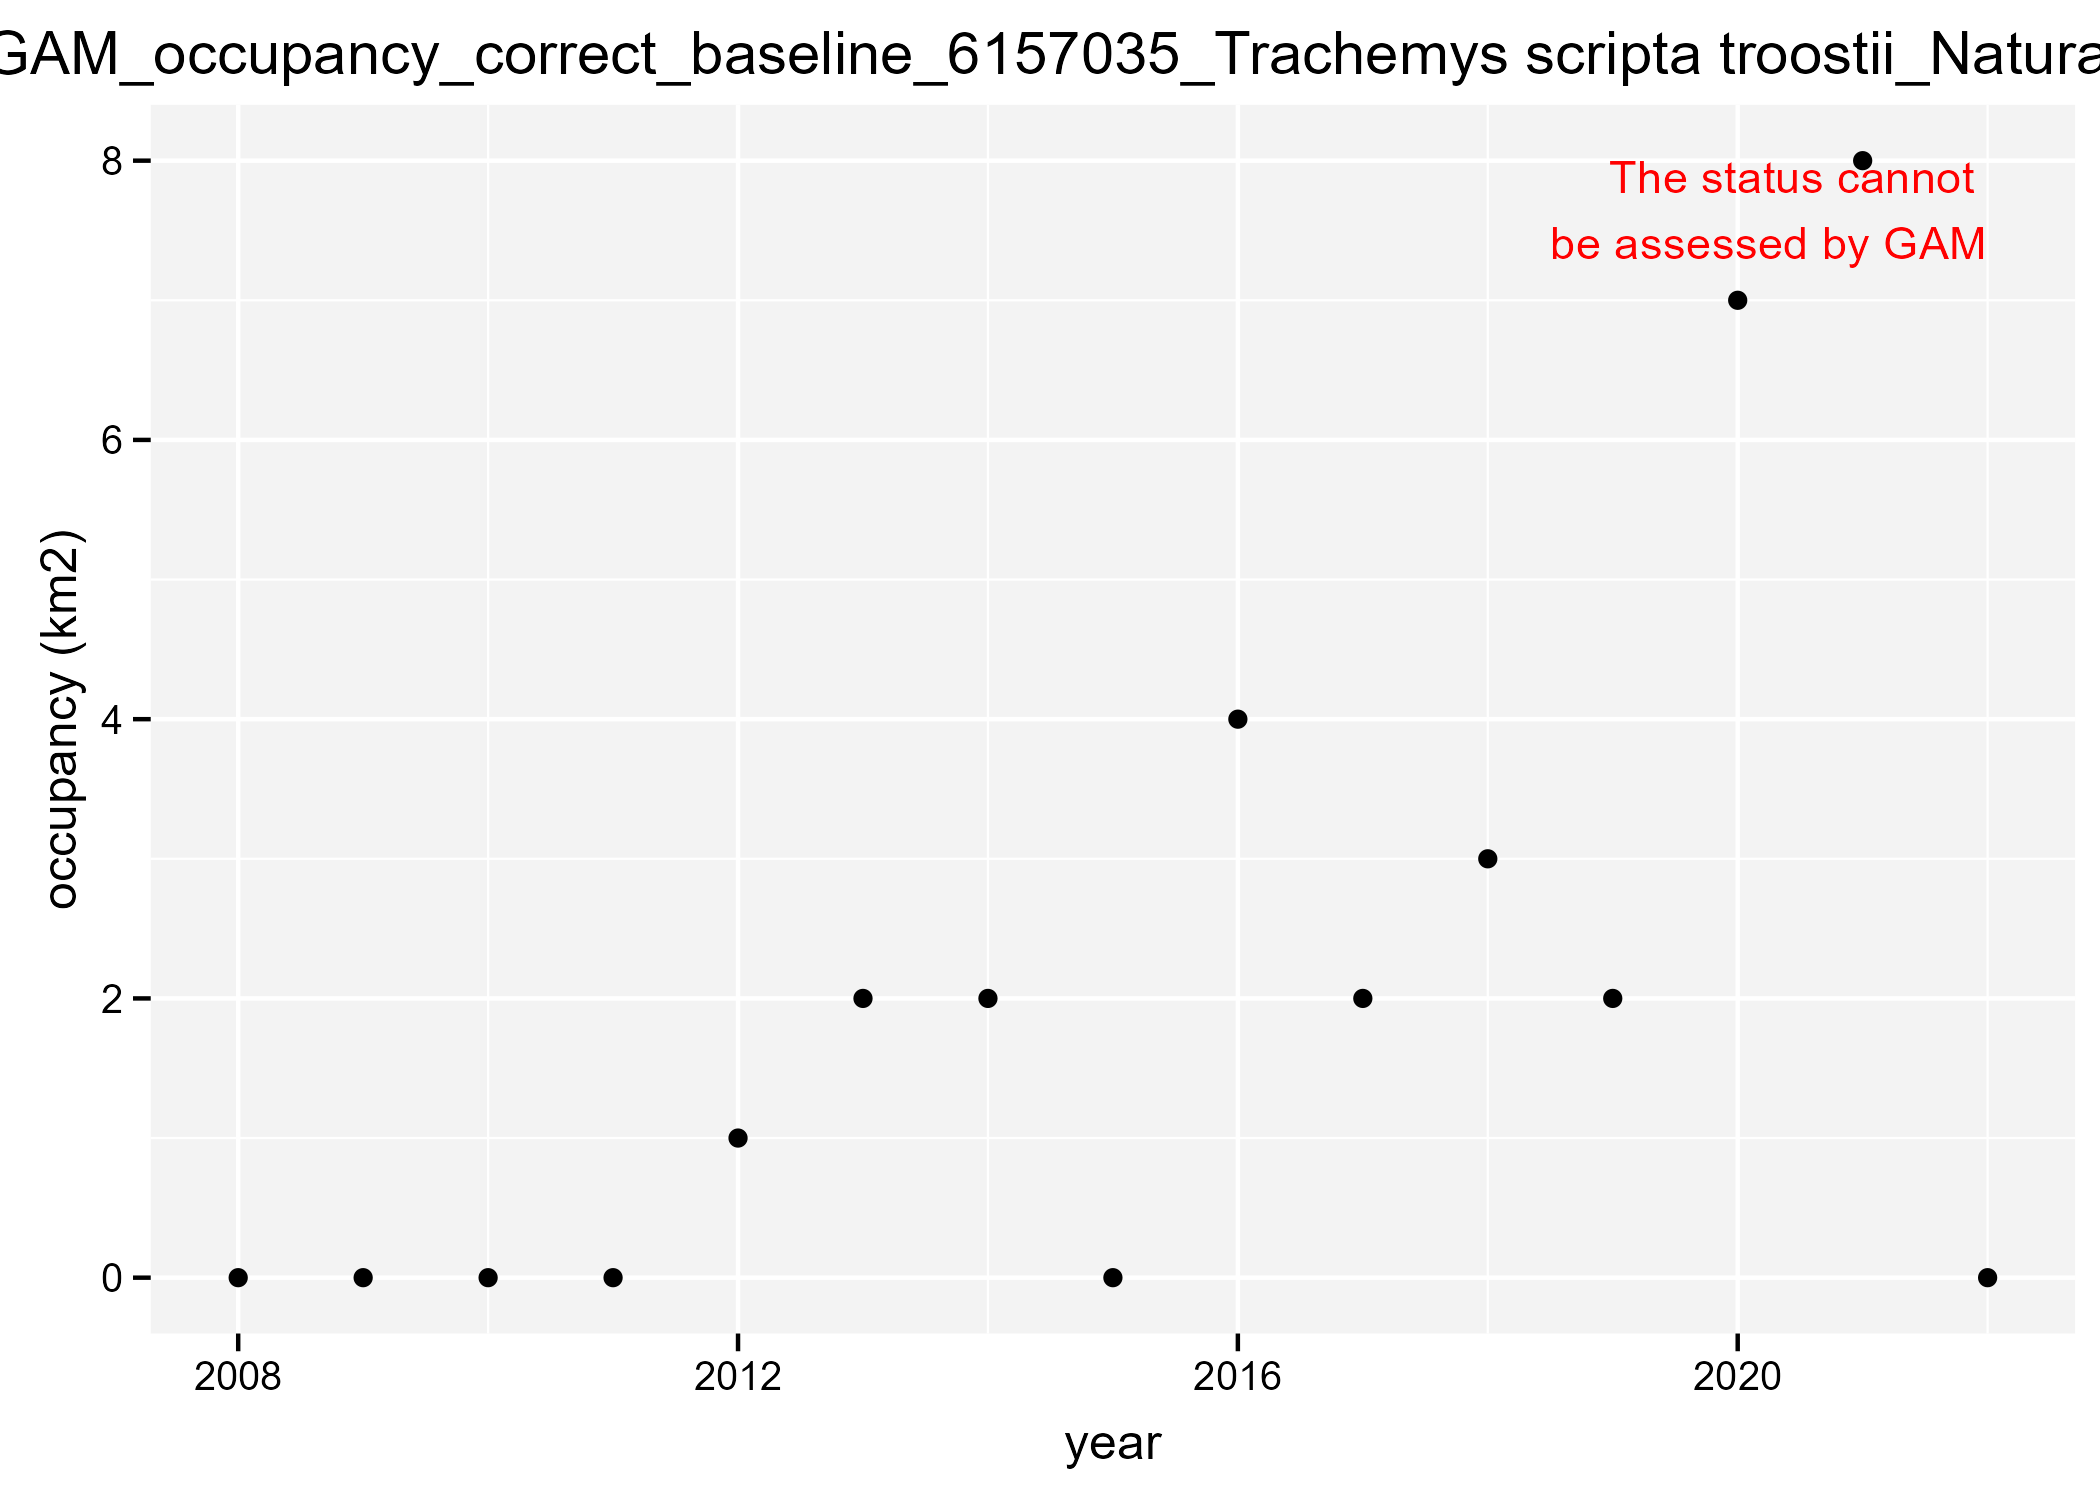 GAM_occupancy_correct_baseline_6157035_Trachemys scripta troostii_Natura
8
The status cannot
be assessed by GAM
6
occupancy (km2)
4
2
0
2008 2012 2016 2020
year